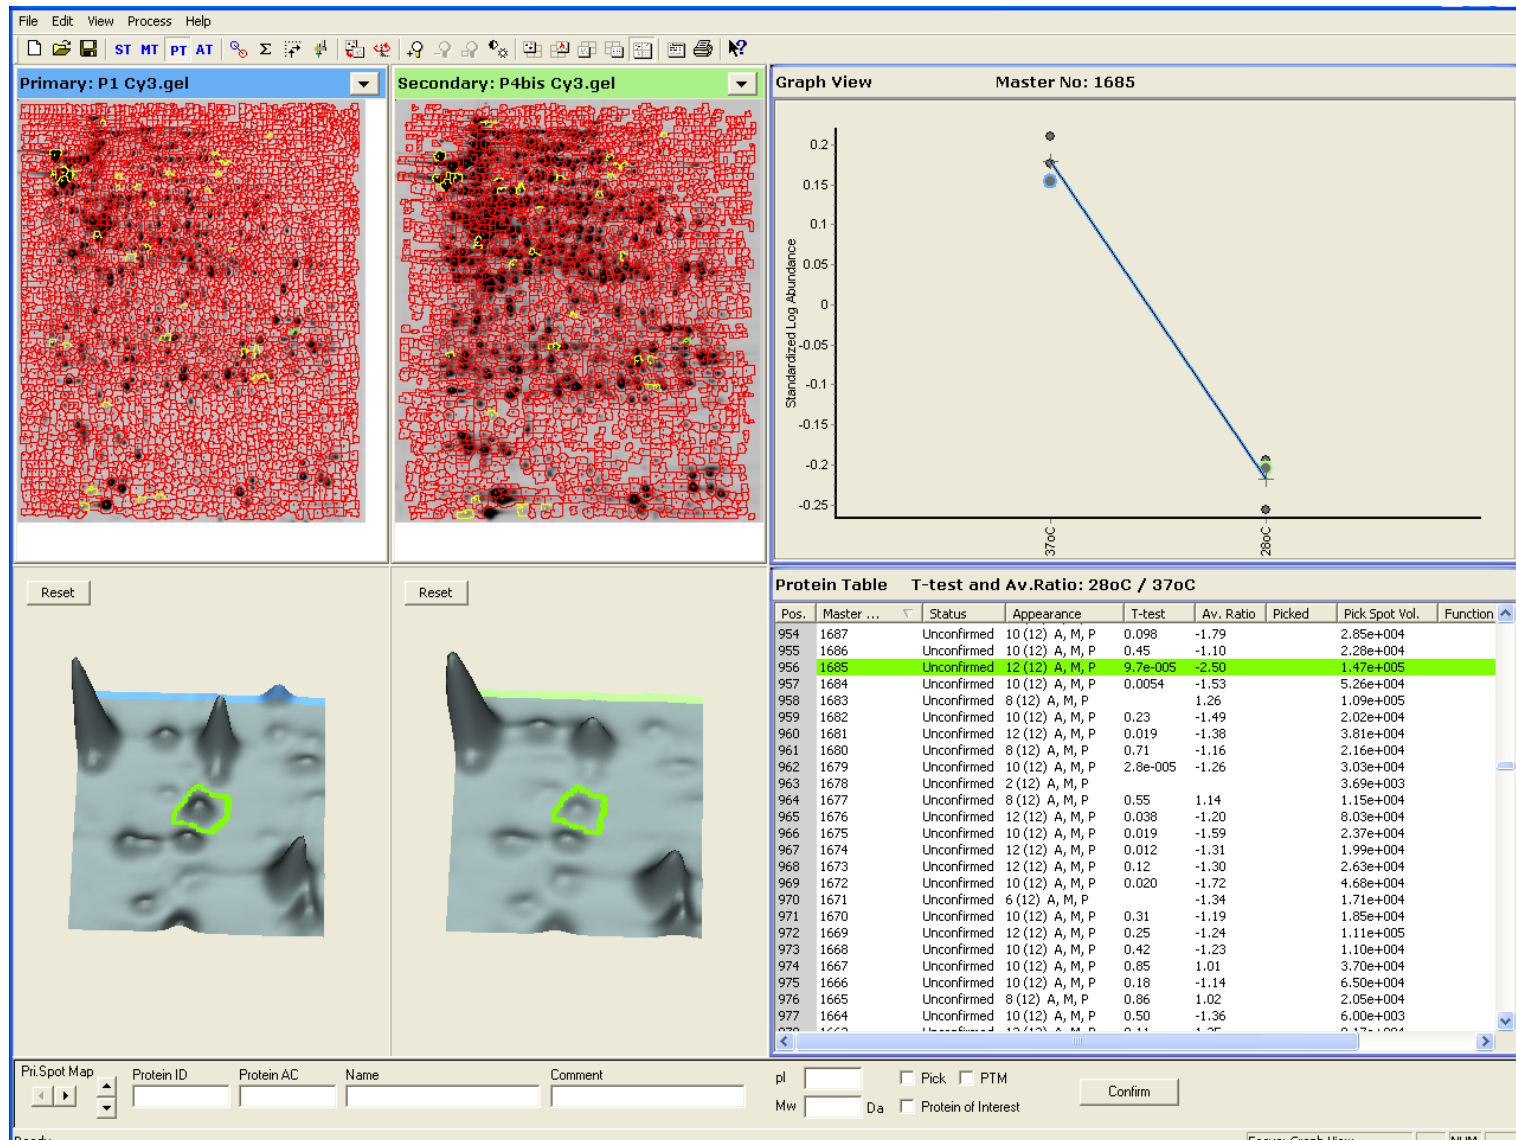 File Edit View Process Help
ST MT PT AT Σ
Primary: P1 Cy3.gel
Secondary: P4bis Cy3.gel
Graph View Master No: 1685
Standardized Log Abundance
0.2
0.15
0.1
0.05
0
-0.05
-0.1
-0.15
-0.2
-0.25
37oC
28oC
Reset
Reset
Protein Table T-test and Av.Ratio: 28oC / 37oC
Pos. Master ... Status Appearance T-test Av. Ratio Picked Pick Spot Vol. Function
954 1687 Unconfirmed 10 (12) A, M, P 0.098 -1.79 2.85e+004
955 1686 Unconfirmed 10 (12) A, M, P 0.45 -1.10 2.28e+004
956 1685 Unconfirmed 12 (12) A, M, P 9.7e-005 -2.50 1.47e+005
957 1684 Unconfirmed 10 (12) A, M, P 0.0054 -1.53 5.26e+004
958 1683 Unconfirmed 8 (12) A, M, P 1.26 1.09e+005
959 1682 Unconfirmed 10 (12) A, M, P 0.23 -1.49 2.02e+004
960 1681 Unconfirmed 12 (12) A, M, P 0.019 -1.38 3.81e+004
961 1680 Unconfirmed 8 (12) A, M, P 0.71 -1.16 2.16e+004
962 1679 Unconfirmed 10 (12) A, M, P 2.8e-005 -1.26 3.03e+004
963 1678 Unconfirmed 2 (12) A, M, P 3.69e+003
964 1677 Unconfirmed 8 (12) A, M, P 0.55 1.14 1.15e+004
965 1676 Unconfirmed 12 (12) A, M, P 0.038 -1.20 8.03e+004
966 1675 Unconfirmed 10 (12) A, M, P 0.019 -1.59 2.37e+004
967 1674 Unconfirmed 12 (12) A, M, P 0.012 -1.31 1.99e+004
968 1673 Unconfirmed 12 (12) A, M, P 0.12 -1.30 2.63e+004
969 1672 Unconfirmed 10 (12) A, M, P 0.020 -1.72 4.68e+004
970 1671 Unconfirmed 6 (12) A, M, P -1.34 1.71e+004
971 1670 Unconfirmed 10 (12) A, M, P 0.31 -1.19 1.85e+004
972 1669 Unconfirmed 12 (12) A, M, P 0.25 -1.24 1.11e+005
973 1668 Unconfirmed 10 (12) A, M, P 0.42 -1.23 1.10e+004
974 1667 Unconfirmed 10 (12) A, M, P 0.85 1.01 3.70e+004
975 1666 Unconfirmed 10 (12) A, M, P 0.18 -1.14 6.50e+004
976 1665 Unconfirmed 8 (12) A, M, P 0.86 1.02 2.05e+004
977 1664 Unconfirmed 10 (12) A, M, P 0.50 -1.36 6.00e+003
Pri.Spot Map Protein ID Protein AC Name Comment
pI Pick PTM
Mw Da Protein of Interest
Confirm